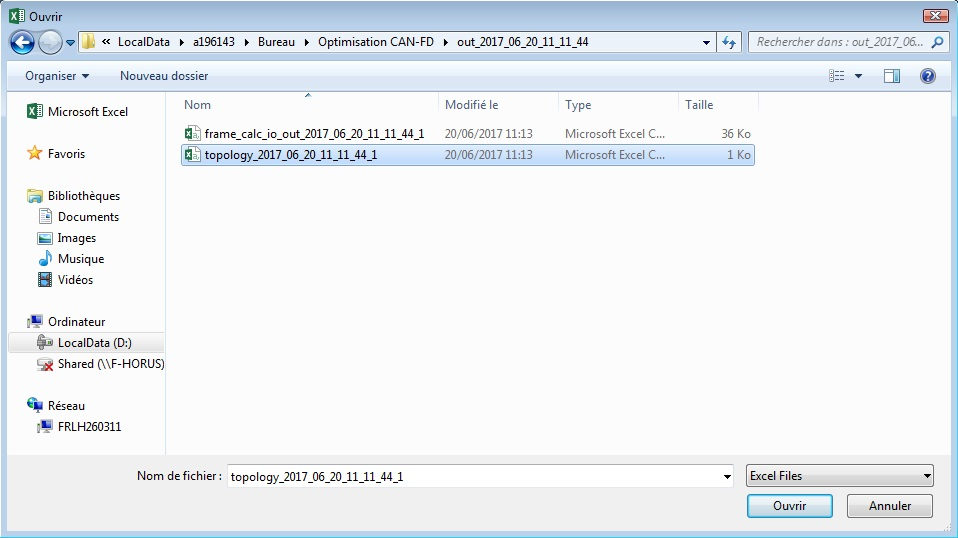 Ouvrir
« LocalData ▸ a196143 ▸ Bureau ▸ Optimisation CAN-FD ▸ out_2017_06_20_11_11_44
Rechercher dans : out_2017_06...
Organiser Nouveau dossier
Nom Modifié le Type Taille
frame_calc_io_out_2017_06_20_11_11_44_1 20/06/2017 11:13 Microsoft Excel C... 36 Ko
topology_2017_06_20_11_11_44_1 20/06/2017 11:13 Microsoft Excel C... 1 Ko
Microsoft Excel
Favoris
Bibliothèques
Documents
Images
Musique
Vidéos
Ordinateur
LocalData (D:)
Shared (\\F-HORUS)
Réseau
FRLH260311
Nom de fichier : topology_2017_06_20_11_11_44_1 Excel Files
Ouvrir Annuler